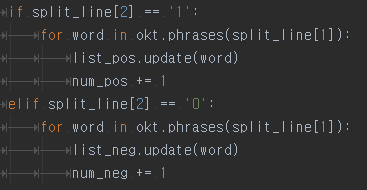 if split_line[2] == '1':
for word in okt.phrases(split_line[1]):
list_pos.update(word)
num_pos += 1
elif split_line[2] == '0':
for word in okt.phrases(split_line[1]):
list_neg.update(word)
num_neg += 1